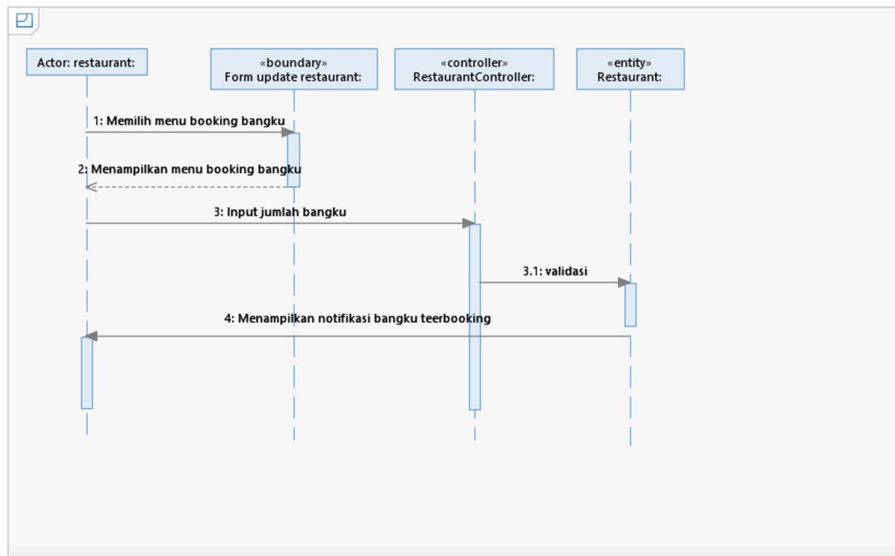 Actor: restaurant:
«boundary»
Form update restaurant:
«controller»
RestaurantController:
«entity»
Restaurant:
1: Memilih menu booking bangku
2: Menampilkan menu booking bangku
3: Input jumlah bangku
3.1: validasi
4: Menampilkan notifikasi bangku teerbooking